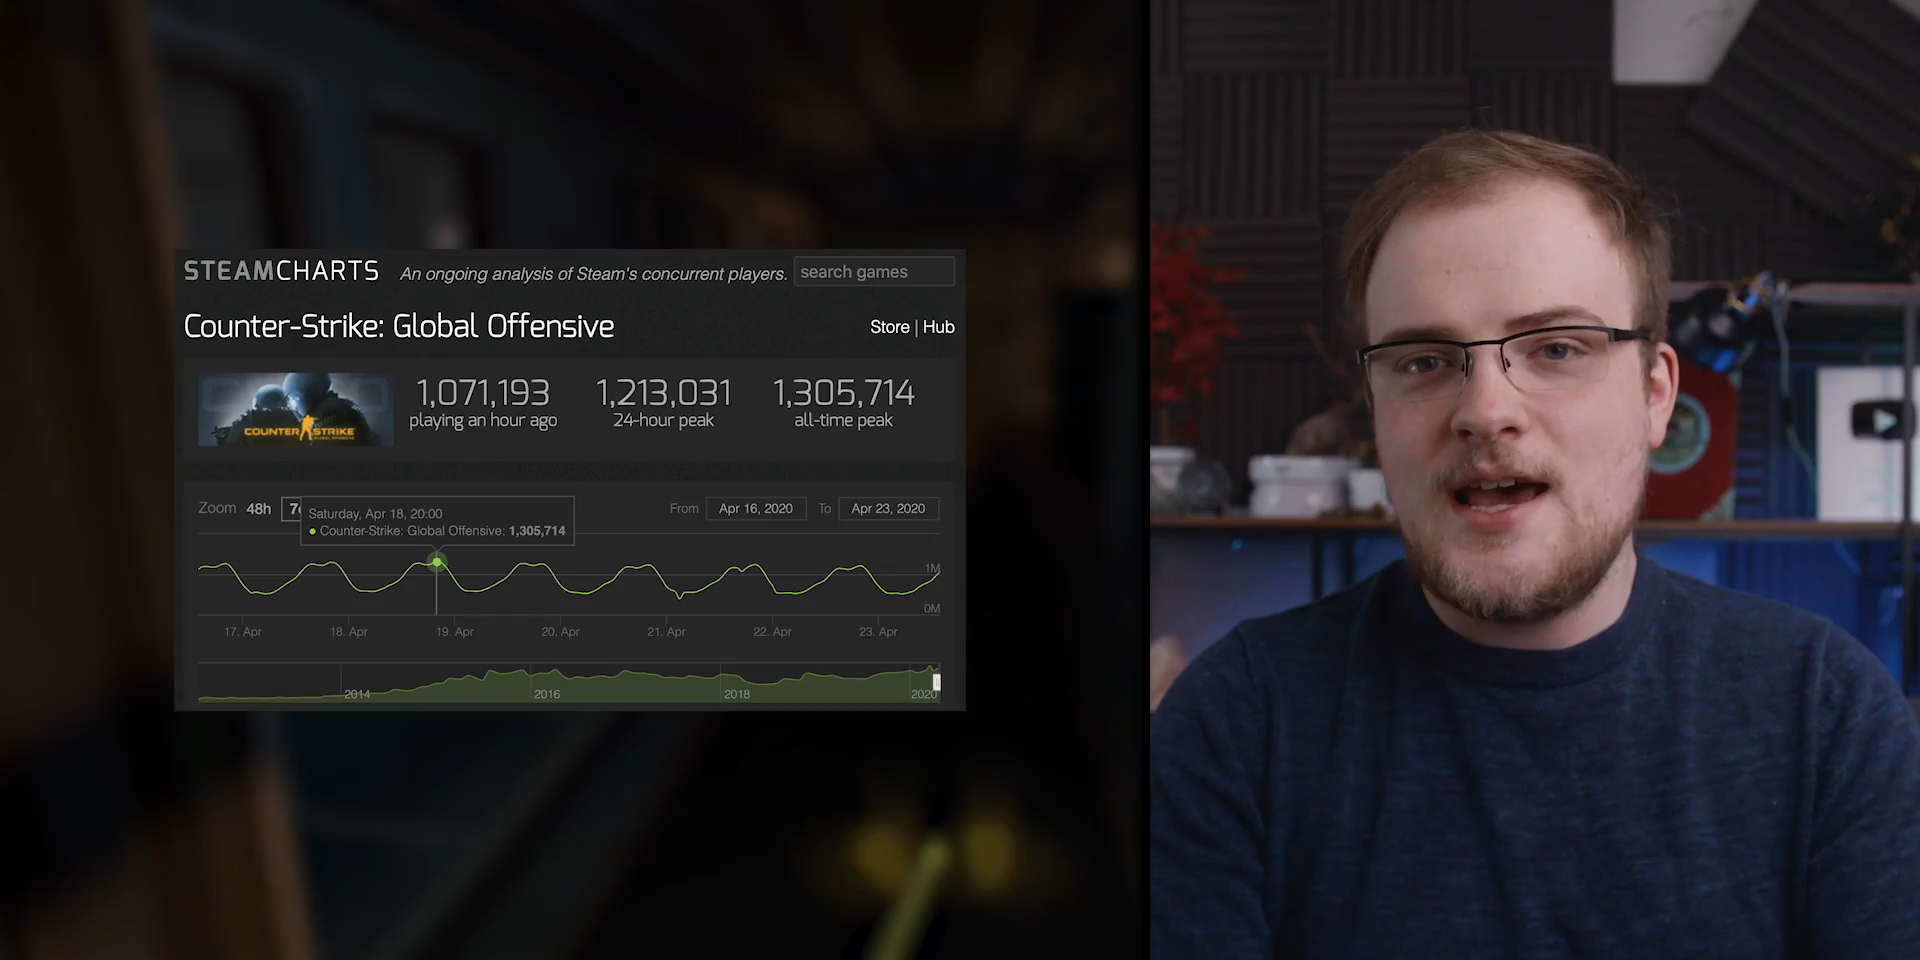 STEAMCHARTS An ongoing analysis of Steam's concurrent players. search games
Counter-Strike: Global Offensive Store | Hub
COUNTER STRIKE
GLOBAL OFFENSIVE
1,071,193 1,213,031 1,305,714
playing an hour ago 24-hour peak all-time peak
Zoom 48h 7 From Apr 16, 2020 To Apr 23, 2020
Saturday, Apr 18, 20:00
Counter-Strike: Global Offensive: 1,305,714
1M
0M
17. Apr 18. Apr 19. Apr 20. Apr 21. Apr 22. Apr 23. Apr
2014 2016 2018 2020